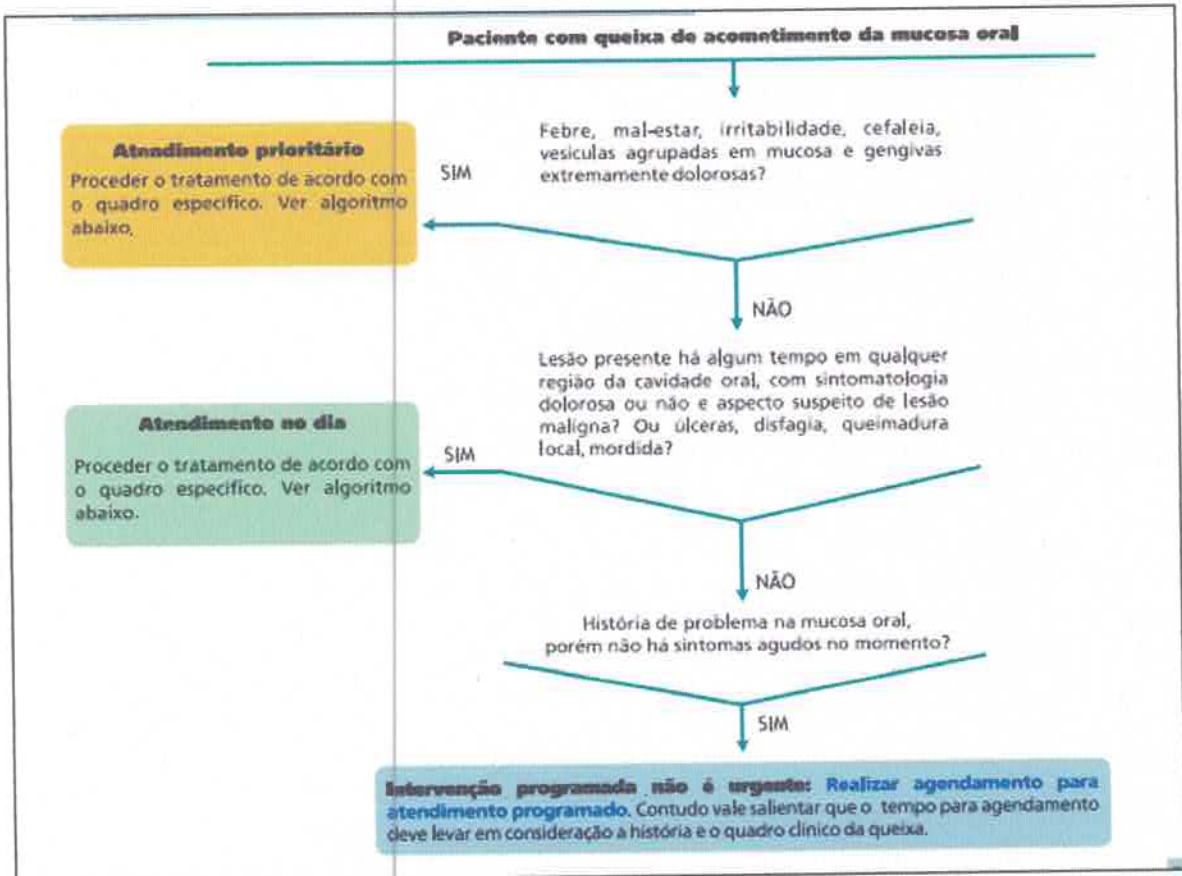 Paciente com queixa de acometimento da mucosa oral
Febre, mal-estar, irritabilidade, cefaleia,
vesículas agrupadas em mucosa e gengivas
extremamente dolorosas?
SIM
Atendimento prioritário
Proceder o tratamento de acordo com
o quadro específico. Ver algoritmo
abaixo.
NÃO
Lesão presente há algum tempo em qualquer
região da cavidade oral, com sintomatologia
dolorosa ou não e aspecto suspeito de lesão
maligna? Ou úlceras, disfagia, queimadura
local, mordida?
SIM
Atendimento no dia
Proceder o tratamento de acordo com
o quadro específico. Ver algoritmo
abaixo.
NÃO
História de problema na mucosa oral,
porém não há sintomas agudos no momento?
SIM
Intervenção programada não é urgente: Realizar agendamento para
atendimento programado. Contudo vale salientar que o tempo para agendamento
deve levar em consideração a história e o quadro clínico da queixa.